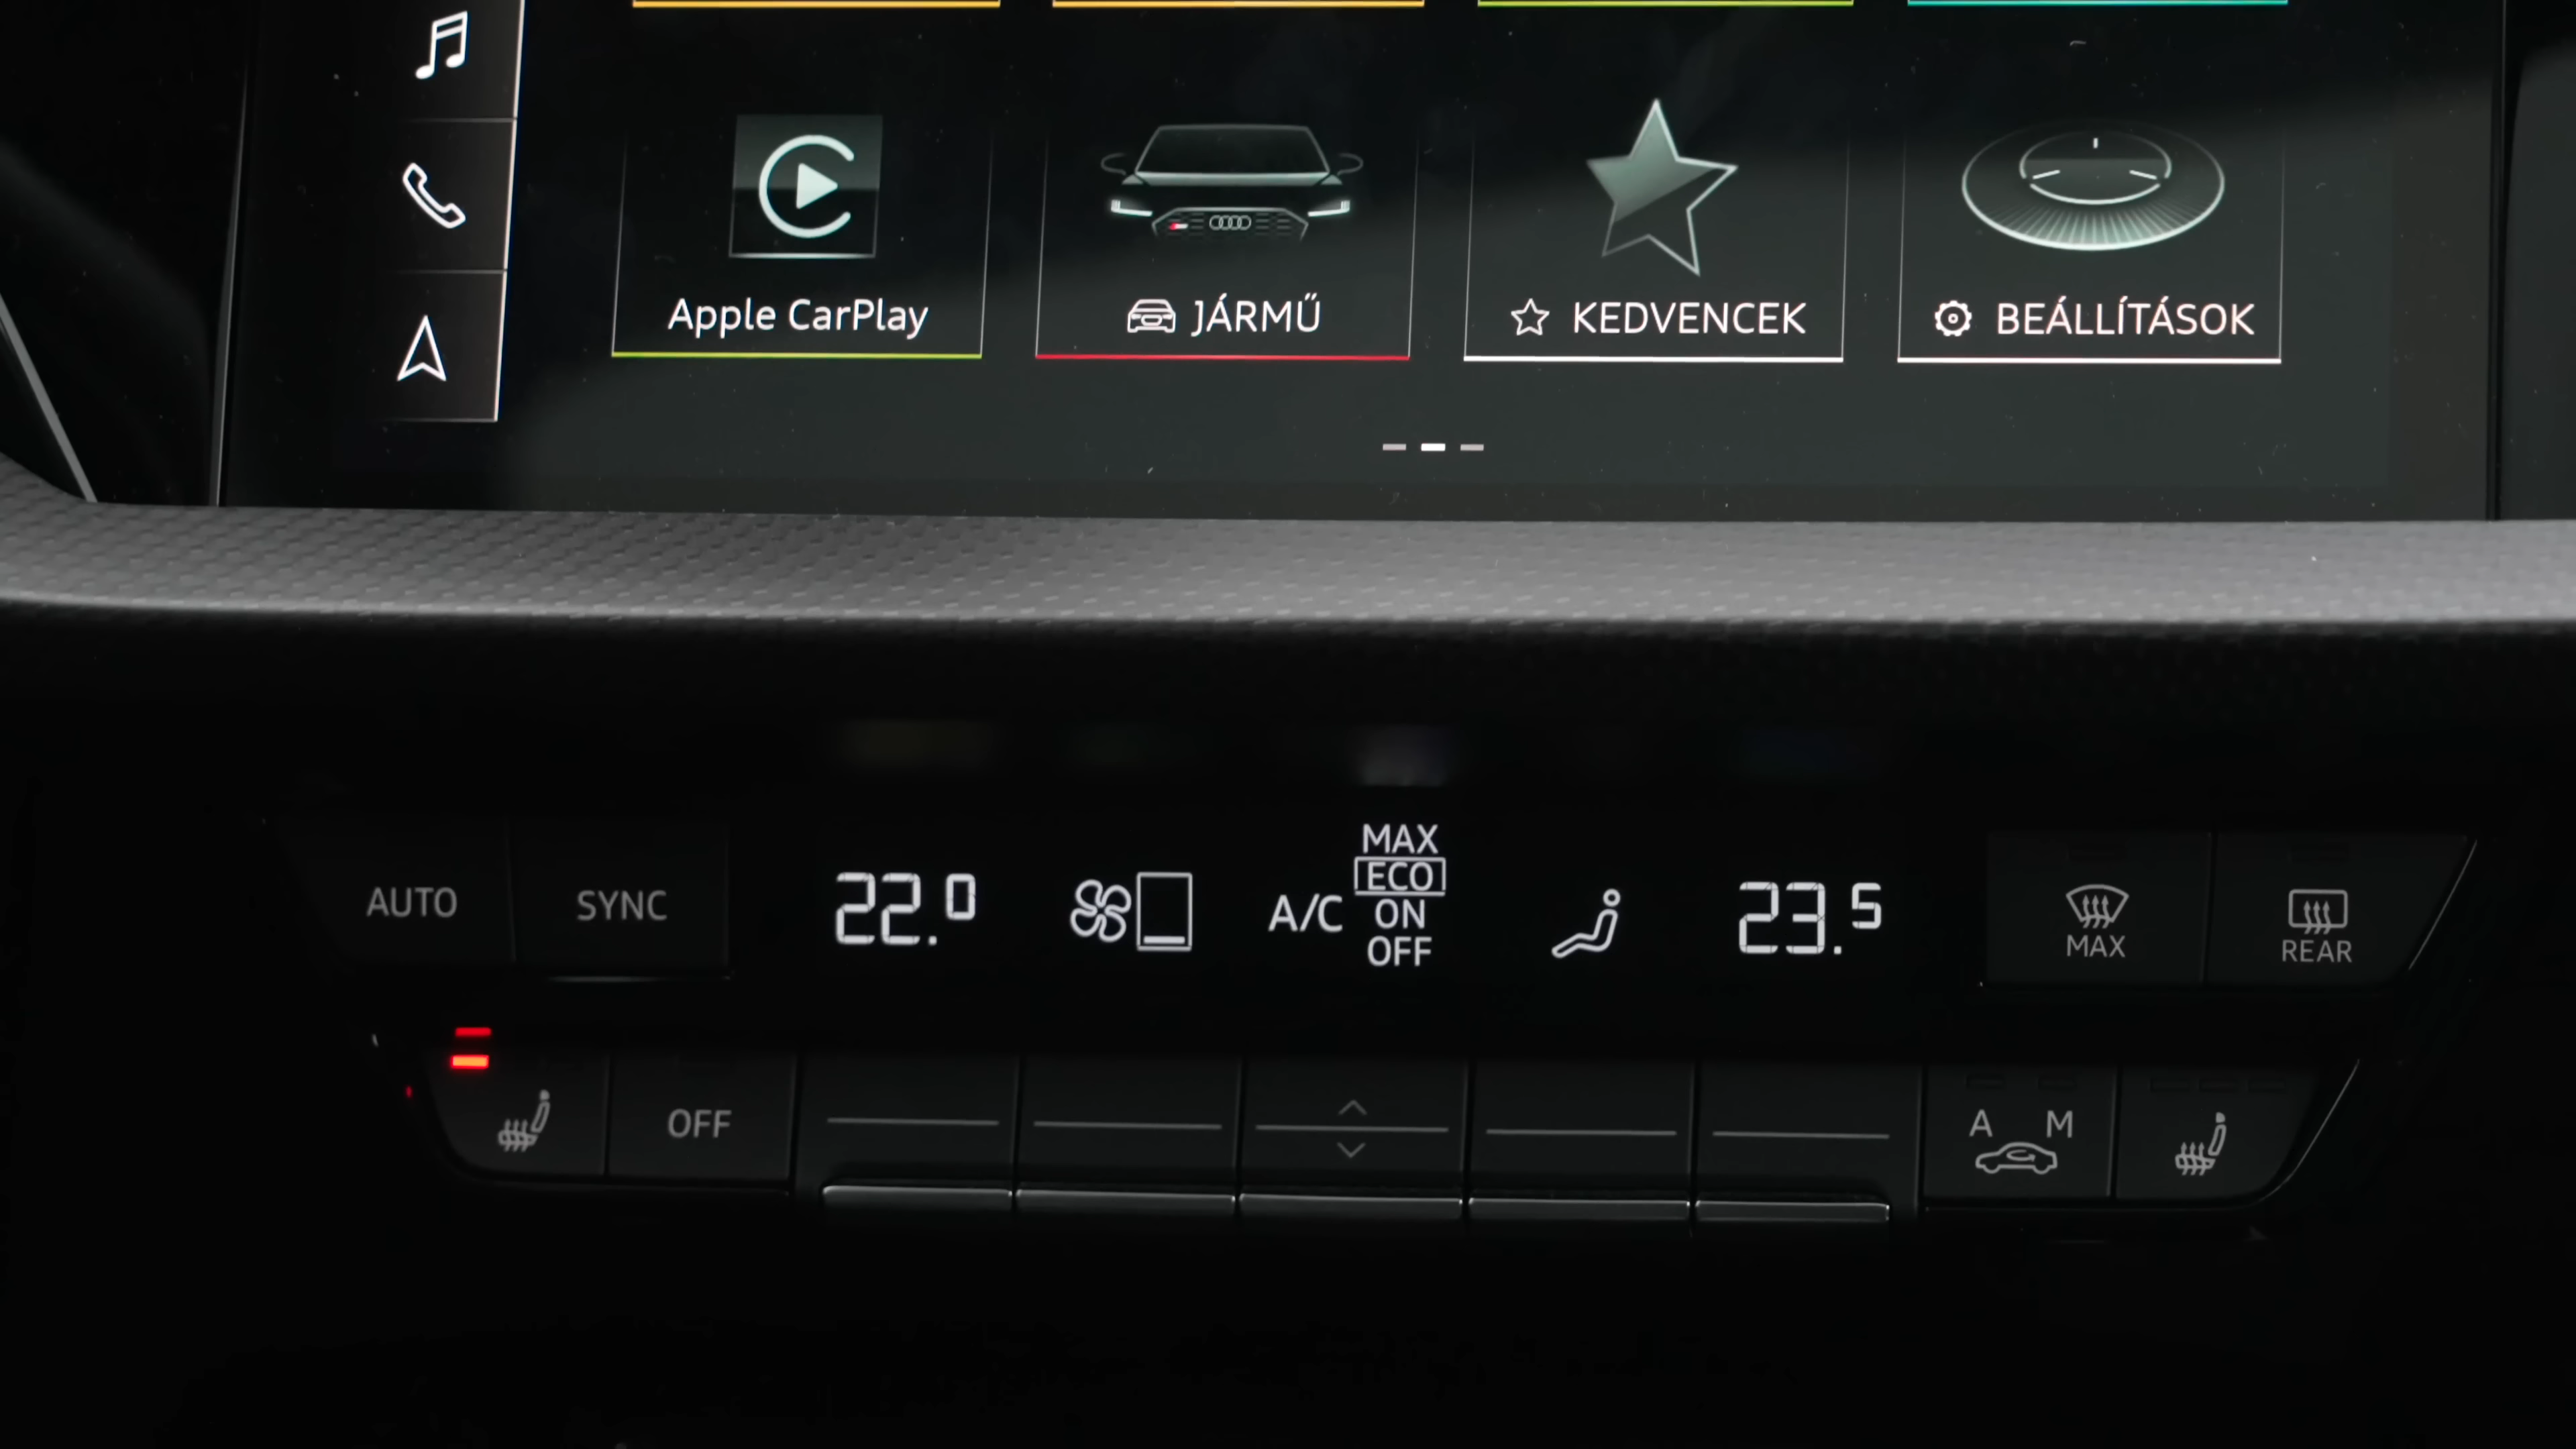 Apple CarPlay
JÁRMŰ
KEDVENCEK
BEÁLLÍTÁSOK
AUTO
SYNC
22.0
A/C
MAX
ECO
ON
OFF
23.5
MAX
REAR
OFF
A M